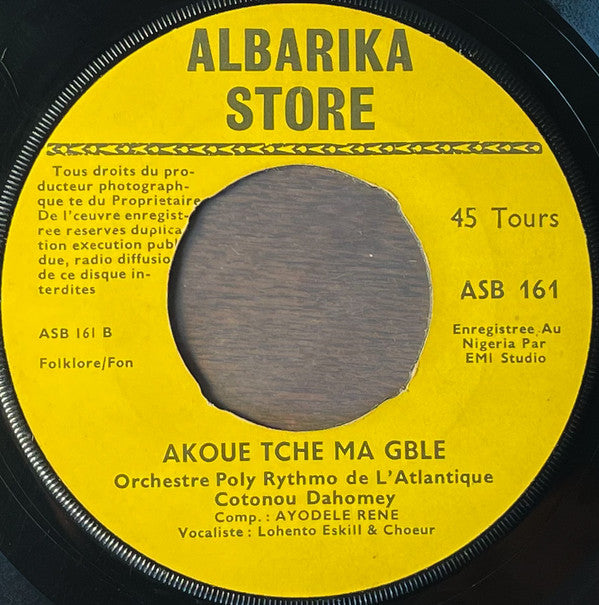 ALBARIKA
STORE
Tous droits du pro-
ducteur photograph-
que te du Proprietaire
De l'œuvre enregist-
ree reserves duplica
tion execution publ
due, radio diffusio
de ce disque in-
terdites
45 Tours
ASB 161
ASB 161 B
Enregistree Au
Nigeria Par
EMI Studio
Folklore/Fon
AKOUE TCHE MA GBLE
Orchestre Poly Rythmo de L'Atlantique
Cotonou Dahomey
Comp.: AYODELE RENE
Vocaliste: Lohento Eskill & Choeur